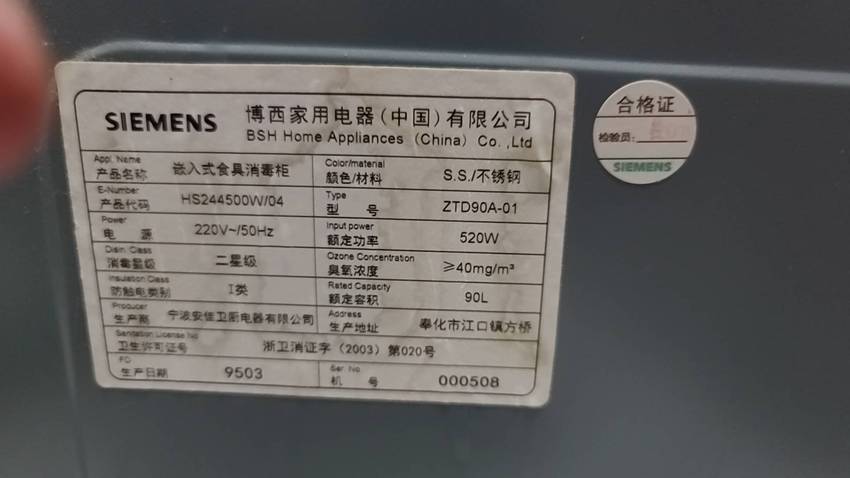 SIEMENS
博西家用电器(中国)有限公司
BSH Home Appliances (China) Co.,Ltd
Appl. Name
产品名称 嵌入式食具消毒柜
Color/material
颜色/材料 S.S./不锈钢
E-Number
产品代码 HS244500W/04
Type
型 号 ZTD90A-01
Power
电 源 220V~/50Hz
Input power
额定功率 520W
Disin. Class
消毒星级 二星级
Ozone Concentration
臭氧浓度 ≥40mg/m³
Insulation Class
防触电类别 I类
Rated Capacity
额定容积 90L
Producer
生产商 宁波安佳卫厨电器有限公司
Address
生产地址 奉化市江口镇方桥
Sanitation License No
卫生许可证号 浙卫消证字(2003)第020号
FD
生产日期 9503
Ser. No
机 号 000508
合格证
检验员:
SIEMENS